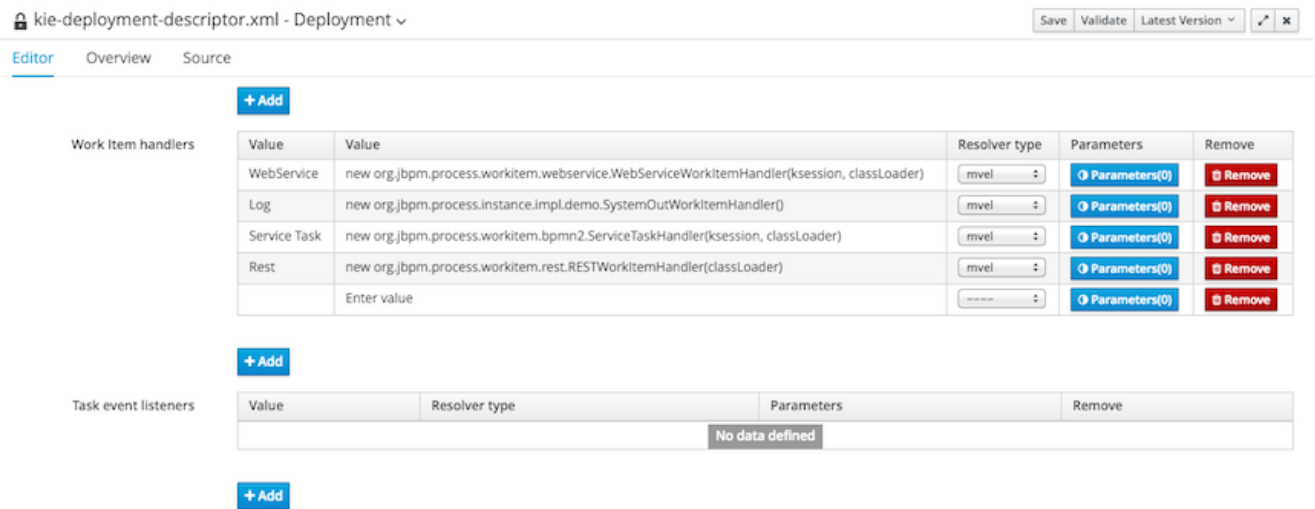 kie-deployment-descriptor.xml - Deployment
Save Validate Latest Version
Editor Overview Source
+ Add
Work Item handlers
Value Value Resolver type Parameters Remove
WebService new org.jbpm.process.workitem.webservice.WebServiceWorkItemHandler(ksession, classLoader) mvel Parameters(0) Remove
Log new org.jbpm.process.instance.impl.demo.SystemOutWorkItemHandler() mvel Parameters(0) Remove
Service Task new org.jbpm.process.workitem.bpmn2.ServiceTaskHandler(ksession, classLoader) mvel Parameters(0) Remove
Rest new org.jbpm.process.workitem.rest.RESTWorkItemHandler(classLoader) mvel Parameters(0) Remove
Enter value ---- Parameters(0) Remove
+ Add
Task event listeners
Value Resolver type Parameters Remove
No data defined
+ Add